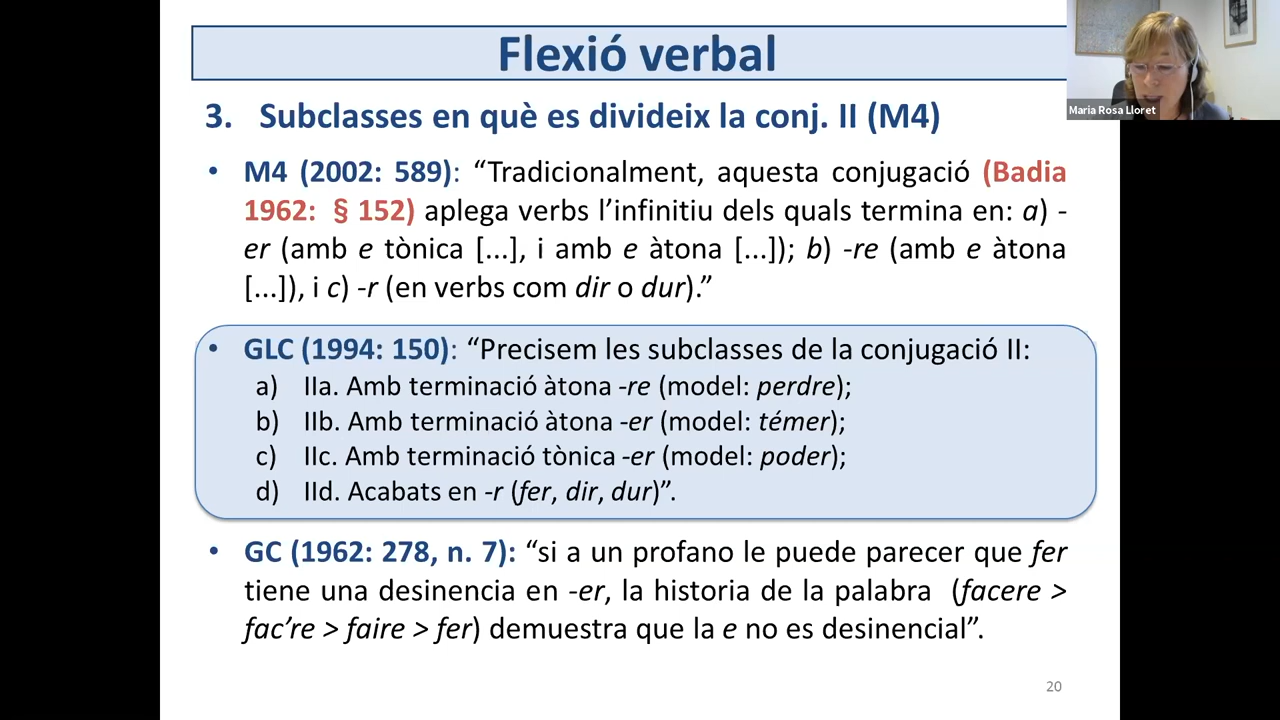 Flexió verbal
Maria Rosa Lloret
3. Subclasses en què es divideix la conj. II (M4)
• M4 (2002: 589): “Tradicionalment, aquesta conjugació (Badia
1962: § 152) aplega verbs l’infinitiu dels quals termina en: a) -
er (amb e tònica [...], i amb e àtona [...]); b) -re (amb e àtona
[...]), i c) -r (en verbs com dir o dur).”
• GLC (1994: 150): “Precisem les subclasses de la conjugació II:
a) IIa. Amb terminació àtona -re (model: perdre);
b) IIb. Amb terminació àtona -er (model: témer);
c) IIc. Amb terminació tònica -er (model: poder);
d) IId. Acabats en -r (fer, dir, dur)”.
• GC (1962: 278, n. 7): “si a un profano le puede parecer que fer
tiene una desinencia en -er, la historia de la palabra (facere >
fac’re > faire > fer) demuestra que la e no es desinencial”.
20